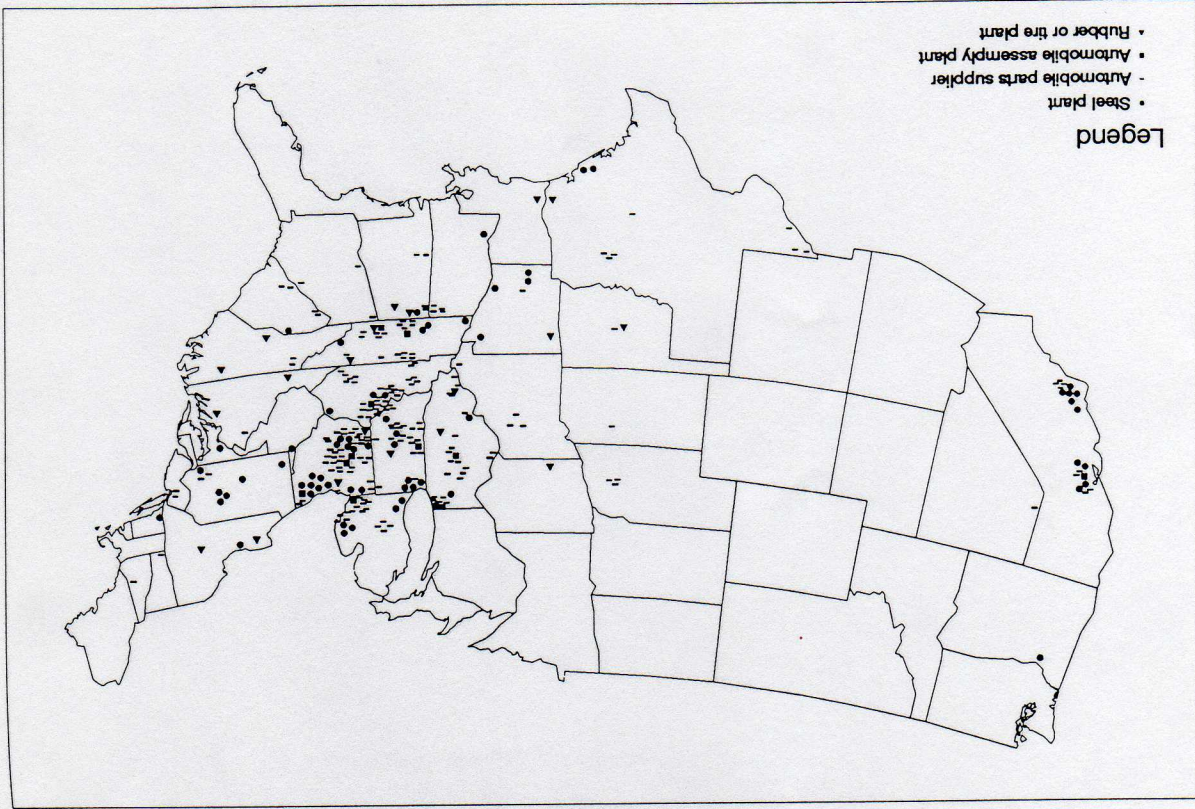 Legend
Steel plant
Automobile parts supplier
Automobile assembly plant
Rubber or tire plant